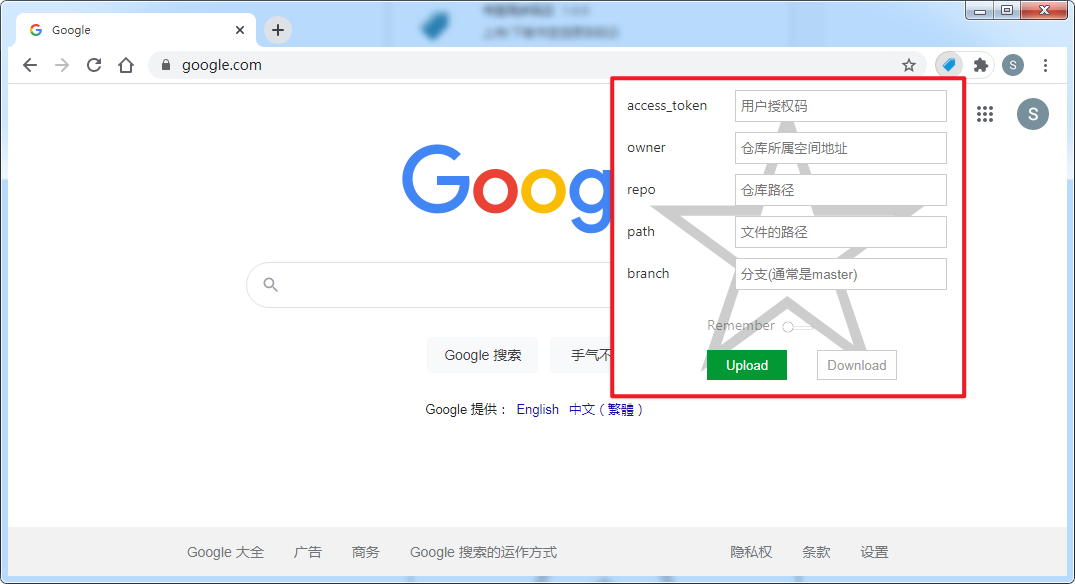 Google
google.com
S
S
access_token 用户授权码
owner 仓库所属空间地址
repo 仓库路径
path 文件的路径
branch 分支(通常是master)
Goog
Remember
Upload Download
Google 搜索 手气不
Google 提供： English 中文（繁體）
Google 大全 广告 商务 Google 搜索的运作方式 隐私权 条款 设置